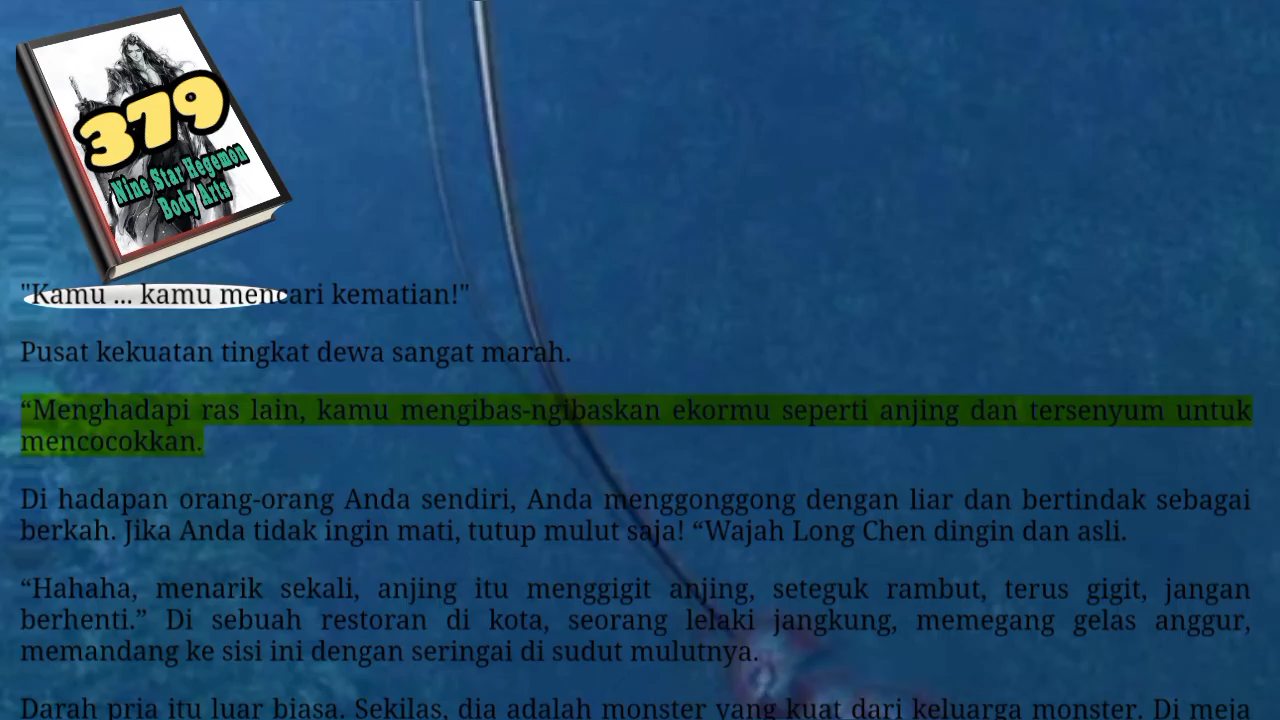 379
Nine Star Hegemon
Body Arts
"Kamu ... kamu mencari kematian!"
Pusat kekuatan tingkat dewa sangat marah.
“Menghadapi ras lain, kamu mengibas-ngibaskan ekormu seperti anjing dan tersenyum untuk
mencocokkan.
Di hadapan orang-orang Anda sendiri, Anda menggonggong dengan liar dan bertindak sebagai
berkah. Jika Anda tidak ingin mati, tutup mulut saja! “Wajah Long Chen dingin dan asli.
“Hahaha, menarik sekali, anjing itu menggigit anjing, seteguk rambut, terus gigit, jangan
berhenti.” Di sebuah restoran di kota, seorang lelaki jangkung, memegang gelas anggur,
memandang ke sisi ini dengan seringai di sudut mulutnya.
Darah pria itu luar biasa. Sekilas, dia adalah monster yang kuat dari keluarga monster. Di meja